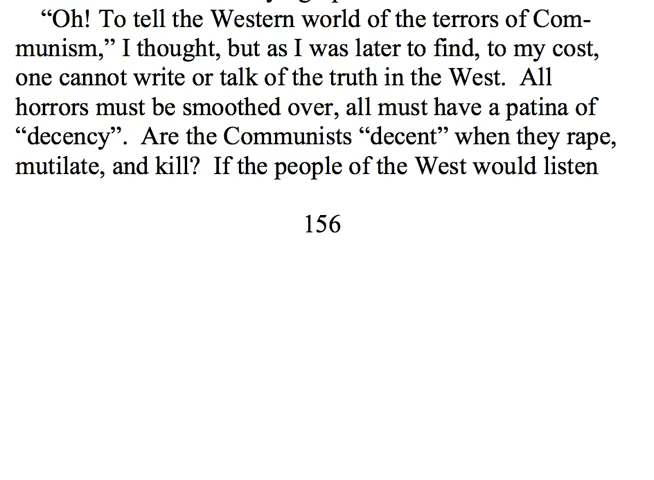 “Oh! To tell the Western world of the terrors of Com-
munism,” I thought, but as I was later to find, to my cost,
one cannot write or talk of the truth in the West.  All
horrors must be smoothed over, all must have a patina of
“decency”.  Are the Communists “decent” when they rape,
mutilate, and kill?  If the people of the West would listen
156